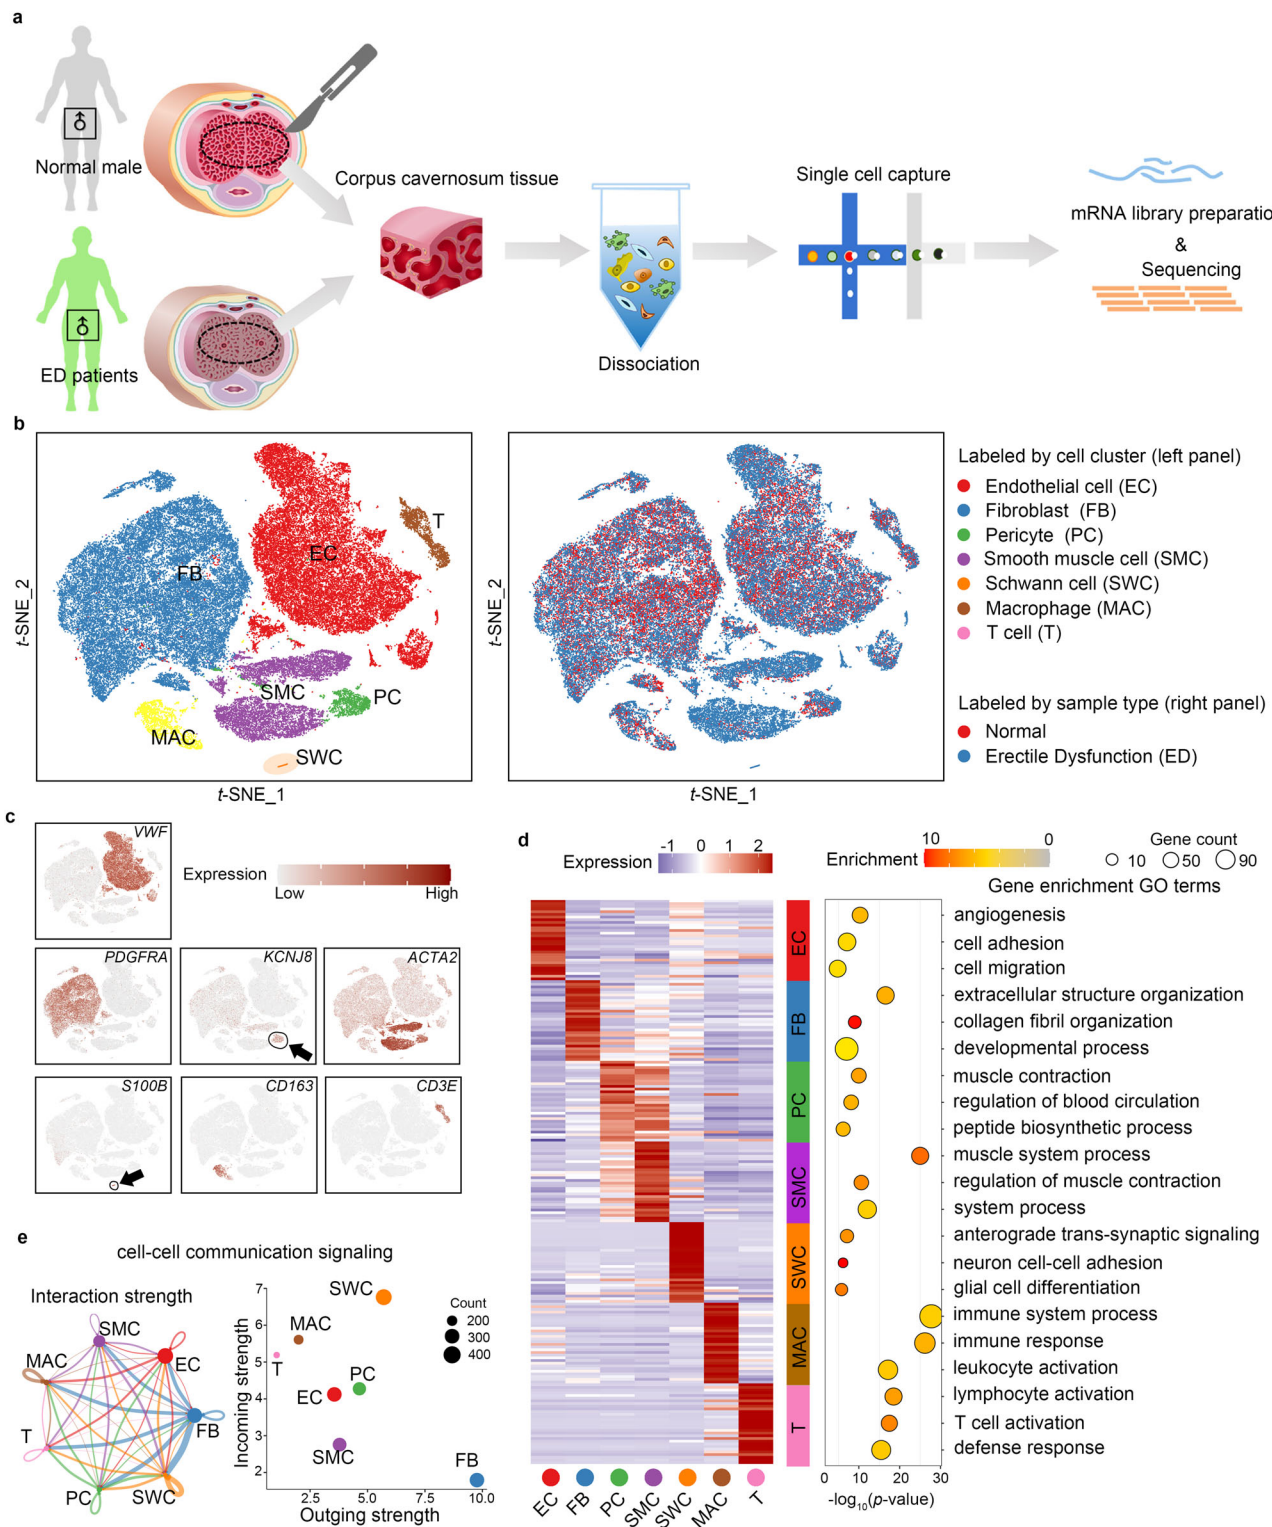 a
Normal male
ED patients
Corpus cavernosum tissue
Dissociation
Single cell capture
mRNA library preparatio
&
Sequencing
b
t-SNE_2
FB
EC
T
SMC
PC
MAC
SWC
t-SNE_1
t-SNE_2
t-SNE_1
Labeled by cell cluster (left panel)
Endothelial cell (EC)
Fibroblast (FB)
Pericyte (PC)
Smooth muscle cell (SMC)
Schwann cell (SWC)
Macrophage (MAC)
T cell (T)
Labeled by sample type (right panel)
Normal
Erectile Dysfunction (ED)
c
VWF
Expression
Low
High
PDGFRA
KCNJ8
ACTA2
S100B
CD163
CD3E
d
Expression
-1 0 1 2
Enrichment
10 0
Gene count
10 50 90
Gene enrichment GO terms
EC
FB
PC
SMC
SWC
MAC
T
EC FB PC SMC SWC MAC T
angiogenesis
cell adhesion
cell migration
extracellular structure organization
collagen fibril organization
developmental process
muscle contraction
regulation of blood circulation
peptide biosynthetic process
muscle system process
regulation of muscle contraction
system process
anterograde trans-synaptic signaling
neuron cell-cell adhesion
glial cell differentiation
immune system process
immune response
leukocyte activation
lymphocyte activation
T cell activation
defense response
0 10 20 30
-log10(p-value)
e
cell-cell communication signaling
Interaction strength
SMC
EC
MAC
FB
T
PC
SWC
Incoming strength
7
6
5
4
3
2
SWC
MAC
T
PC
EC
SMC
FB
Count
200
300
400
2.5 5.0 7.5 10.0
Outging strength